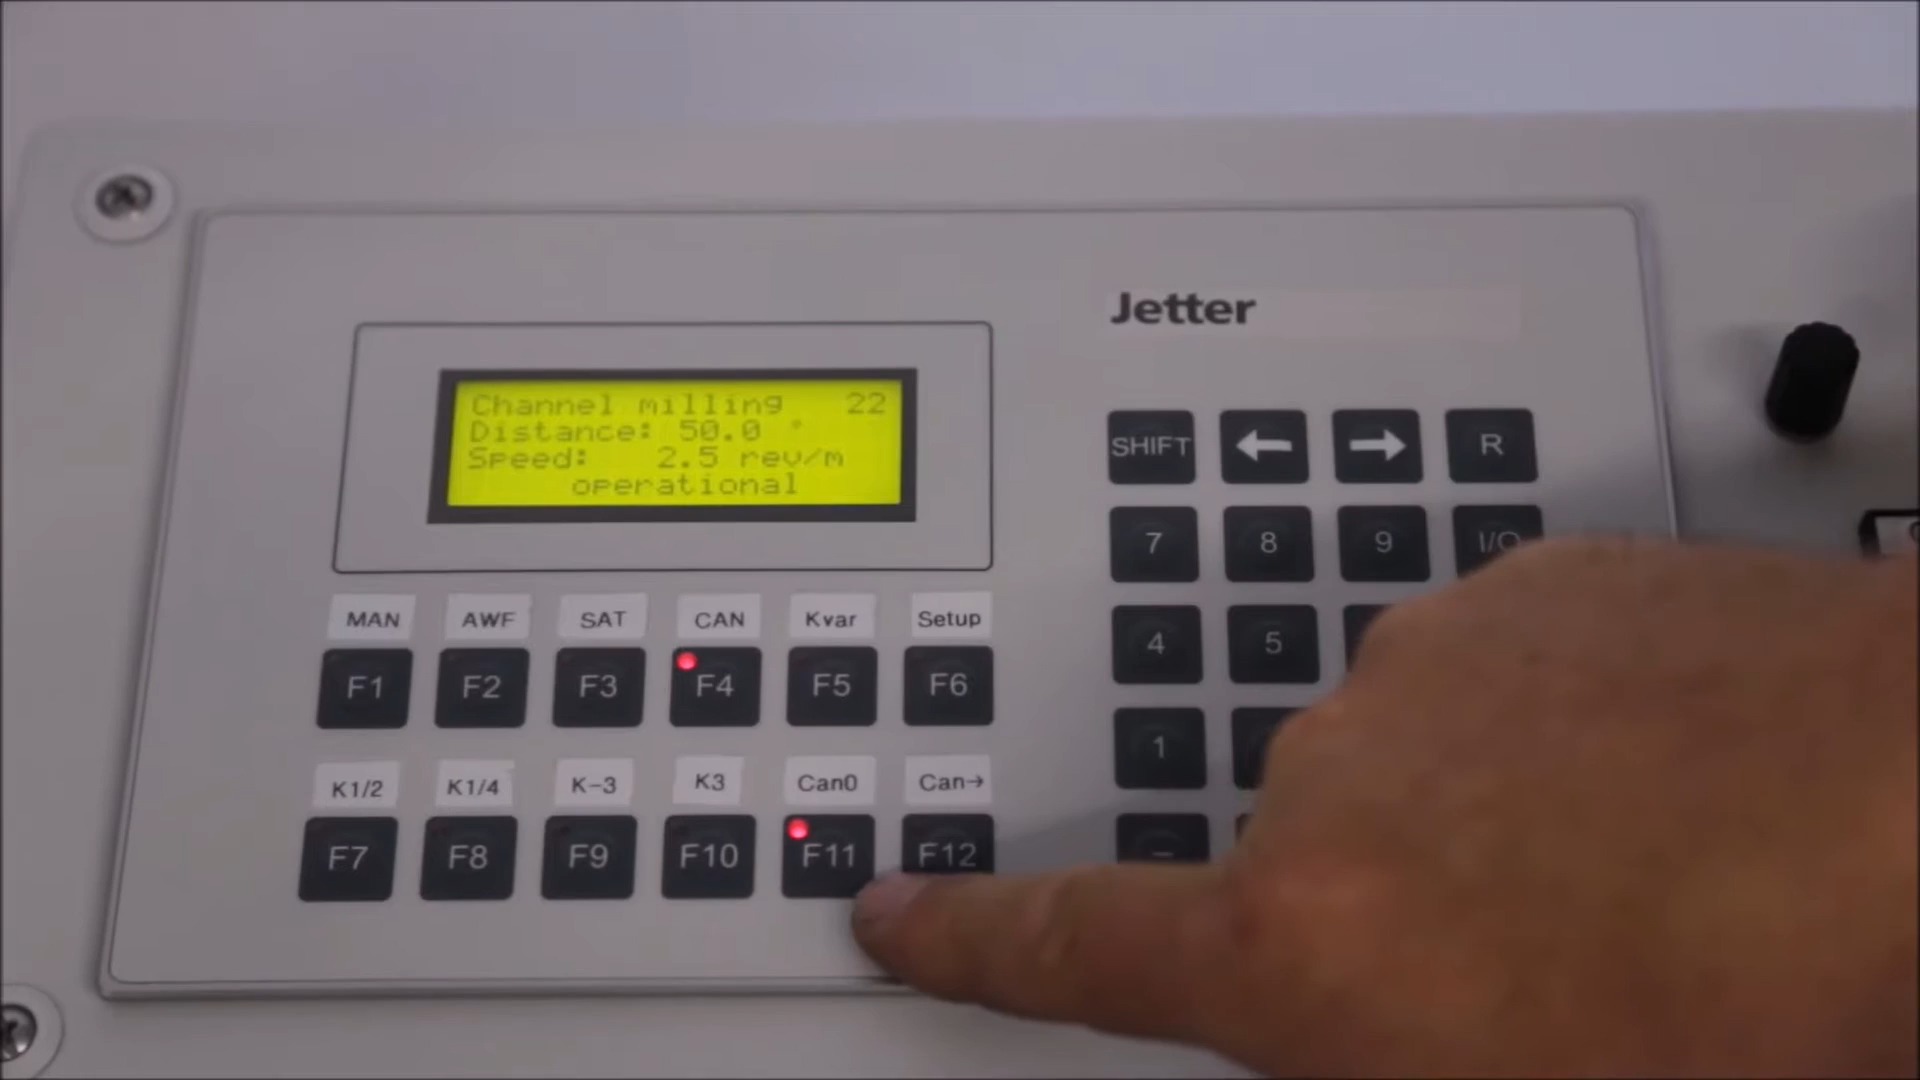 Jetter
Channel milling 22
Distance: 50.0 °
Speed: 2.5 rev/m
operational
SHIFT ← → R
7 8 9 I/O
4 5
1
-
MAN AWF SAT CAN Kvar Setup
F1 F2 F3 F4 F5 F6
K1/2 K1/4 K-3 K3 Can0 Can→
F7 F8 F9 F10 F11 F12